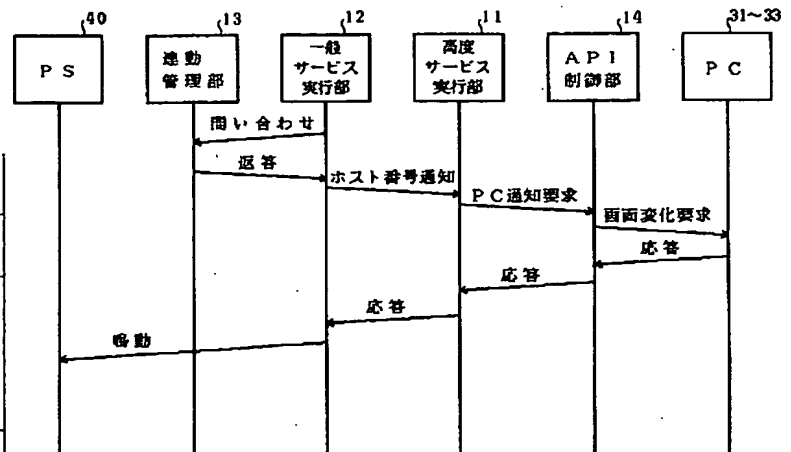 40
13
12
11
14
31~33
PS
連動
管理部
一般
サービス
実行部
高度
サービス
実行部
API
制御部
PC
問い合わせ
返答
ホスト番号通知
PC通知要求
画面変化要求
応答
応答
応答
鳴動